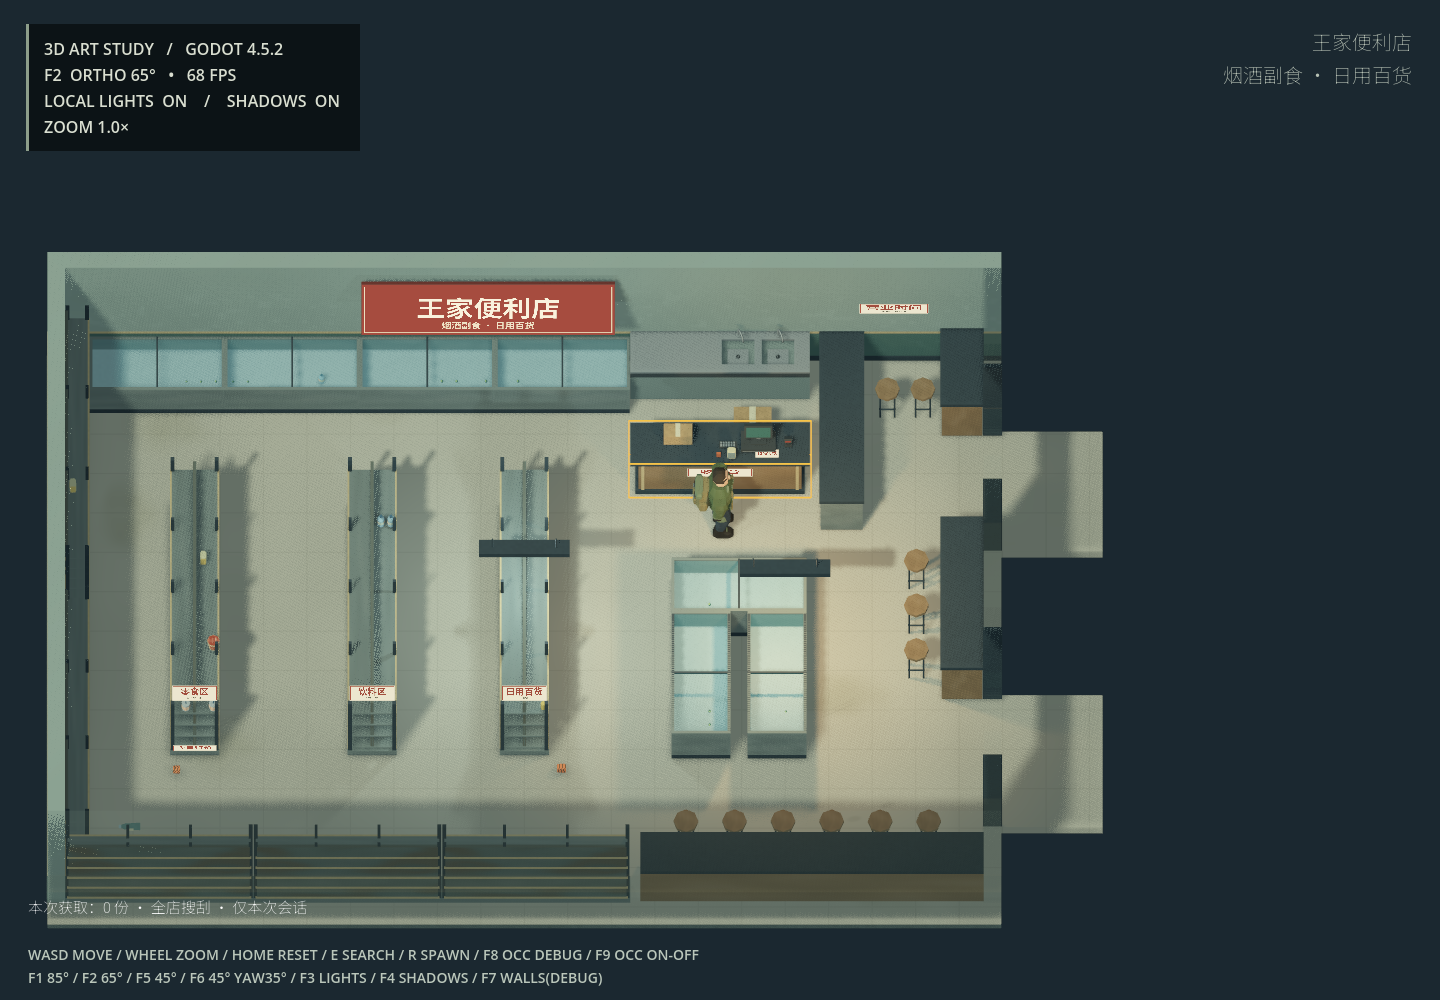 3D ART STUDY / GODOT 4.5.2
F2 ORTHO 65° • 68 FPS
LOCAL LIGHTS ON / SHADOWS ON
ZOOM 1.0×
王家便利店
烟酒副食 · 日用百货
王家便利店
烟酒副食 · 日用百货
零食区
饮料区
日用百货
本次获取：0 份 · 全店搜刮 · 仅本次会话
WASD MOVE / WHEEL ZOOM / HOME RESET / E SEARCH / R SPAWN / F8 OCC DEBUG / F9 OCC ON-OFF
F1 85° / F2 65° / F5 45° / F6 45° YAW35° / F3 LIGHTS / F4 SHADOWS / F7 WALLS(DEBUG)